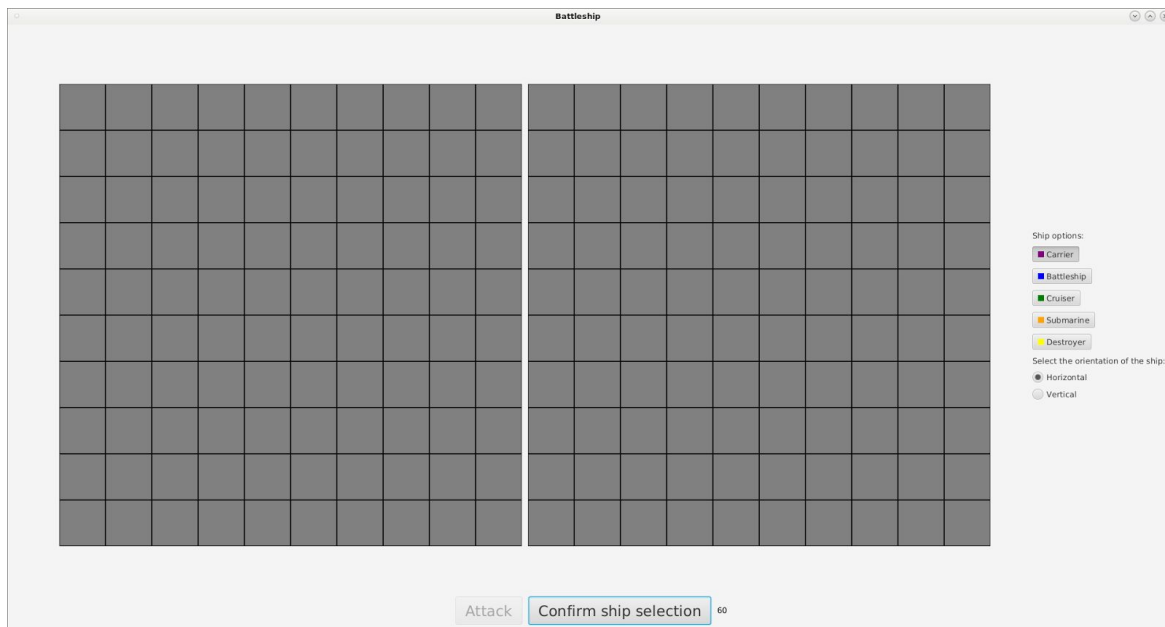 Battleship
Ship options:
Carrier
Battleship
Cruiser
Submarine
Destroyer
Select the orientation of the ship:
Horizontal
Vertical
Attack
Confirm ship selection
60